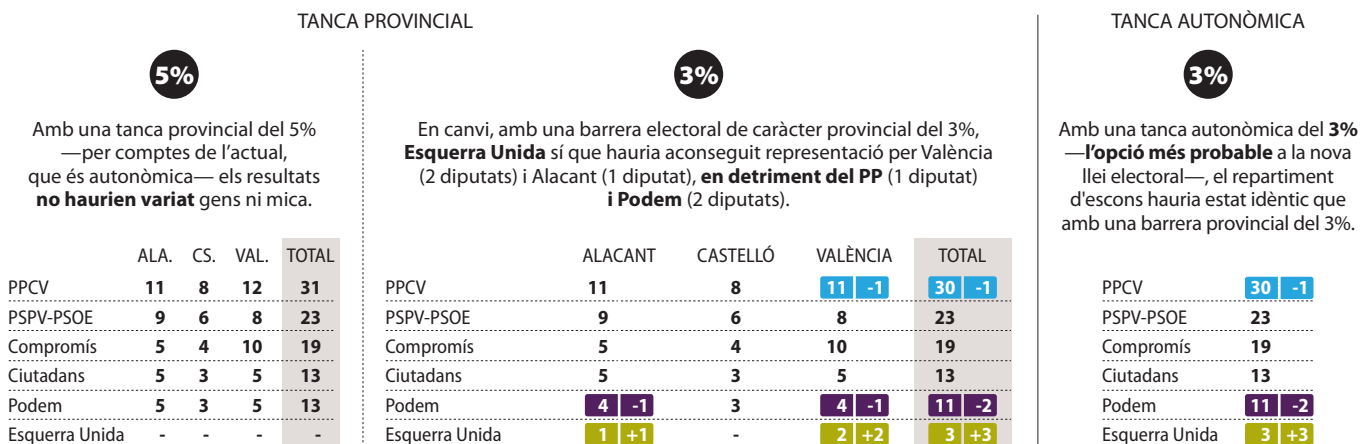 TANCA PROVINCIAL
5%
Amb una tanca provincial del 5%
—per comptes de l'actual,
que és autonòmica— els resultats
no haurien variat gens ni mica.
ALA. CS. VAL. TOTAL
PPCV 11 8 12 31
PSPV-PSOE 9 6 8 23
Compromís 5 4 10 19
Ciutadans 5 3 5 13
Podem 5 3 5 13
Esquerra Unida - - - -
3%
En canvi, amb una barrera electoral de caràcter provincial del 3%,
Esquerra Unida sí que hauria aconseguit representació per València
(2 diputats) i Alacant (1 diputat), en detriment del PP (1 diputat)
i Podem (2 diputats).
ALACANT CASTELLÓ VALÈNCIA TOTAL
PPCV 11 8 11 -1 30 -1
PSPV-PSOE 9 6 8 23
Compromís 5 4 10 19
Ciutadans 5 3 5 13
Podem 4 -1 3 4 -1 11 -2
Esquerra Unida 1 +1 - 2 +2 3 +3
TANCA AUTONÒMICA
3%
Amb una tanca autonòmica del 3%
—l'opció més probable a la nova
llei electoral—, el repartiment
d'escons hauria estat idèntic que
amb una barrera provincial del 3%.
PPCV 30 -1
PSPV-PSOE 23
Compromís 19
Ciutadans 13
Podem 11 -2
Esquerra Unida 3 +3